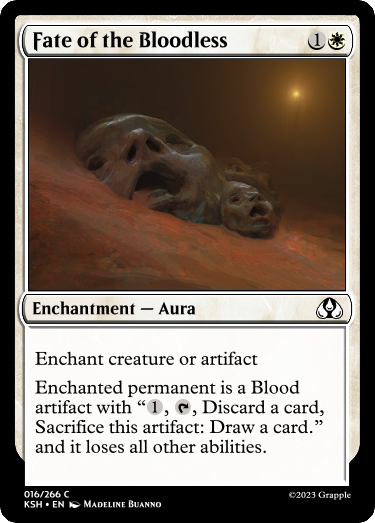 Fate of the Bloodless 1
Enchantment — Aura
Enchant creature or artifact
Enchanted permanent is a Blood
artifact with “1, , Discard a card,
Sacrifice this artifact: Draw a card.”
and it loses all other abilities.
016/266 C
KSH • EN Madeline Buanno
©2023 Grapple